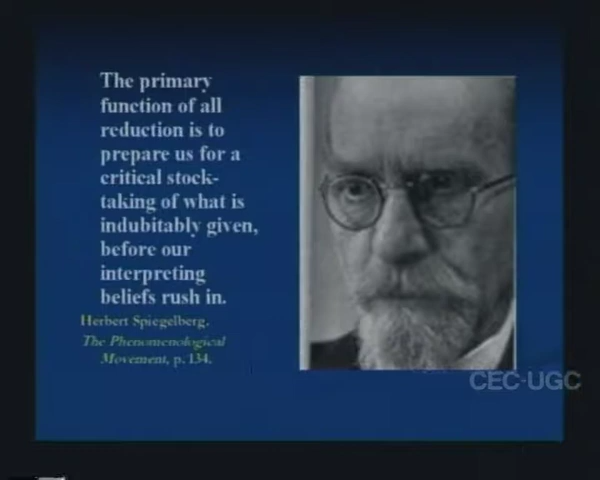 The primary
function of all
reduction is to
prepare us for a
critical stock-
taking of what is
indubitably given,
before our
interpreting
beliefs rush in.
Herbert Spiegelberg.
The Phenomenological
Movement, p. 134.
CEC-UGC